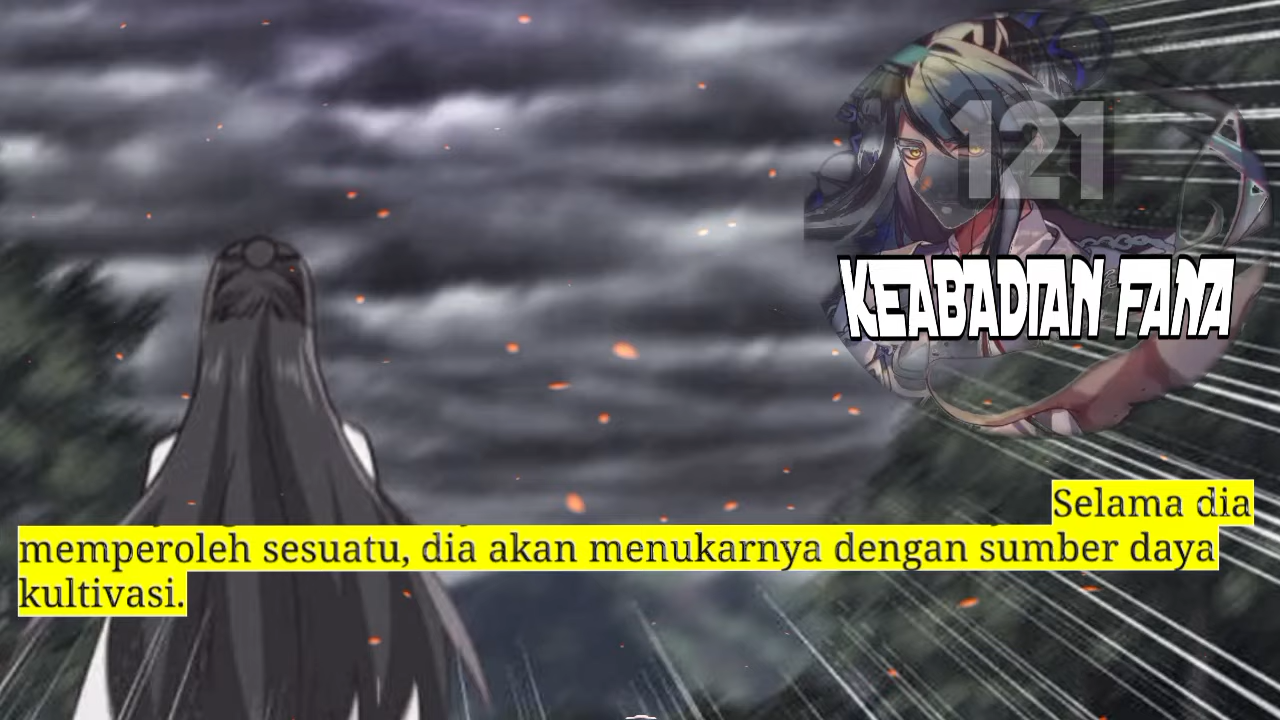 121
KEABADIAN FANA
Selama dia
memperoleh sesuatu, dia akan menukarnya dengan sumber daya
kultivasi.